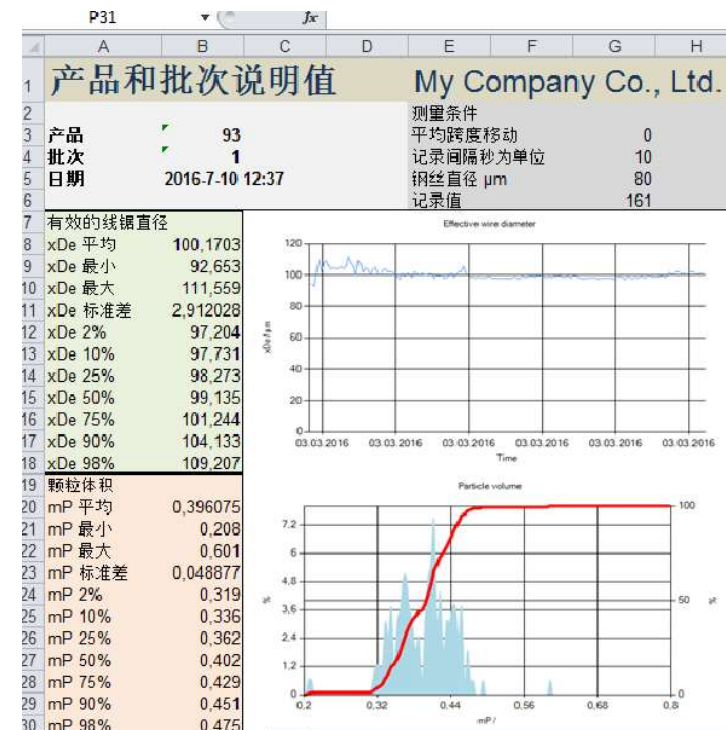 P31 fx
A B C D E F G H
1 产品和批次说明值 My Company Co., Ltd.
2 测量条件
3 产品 93 平均跨度移动 0
4 批次 1 记录间隔秒为单位 10
5 日期 2016-7-10 12:37 钢丝直径 μm 80
6 记录值 161
7 有效的线锯直径
8 xDe 平均 100,1703
9 xDe 最小 92,653
10 xDe 最大 111,559
11 xDe 标准差 2,912028
12 xDe 2% 97,204
13 xDe 10% 97,731
14 xDe 25% 98,273
15 xDe 50% 99,135
16 xDe 75% 101,244
17 xDe 90% 104,133
18 xDe 98% 109,207
Effective wire diameter
120
100
80
60
40
20
0
xDe / μm
03.03.2016 03.03.2016 03.03.2016 03.03.2016 03.03.2016 03.03.2016
Time
19 颗粒体积
20 mP 平均 0,396075
21 mP 最小 0,208
22 mP 最大 0,601
23 mP 标准差 0,048877
24 mP 2% 0,319
25 mP 10% 0,336
26 mP 25% 0,362
27 mP 50% 0,402
28 mP 75% 0,429
29 mP 90% 0,451
30 mP 98% 0,475
Particle volume
7,2
6
4,8
3,6
2,4
1,2
0
%
100
50
0
%
0,2 0,32 0,44 0,56 0,68 0,8
mP /